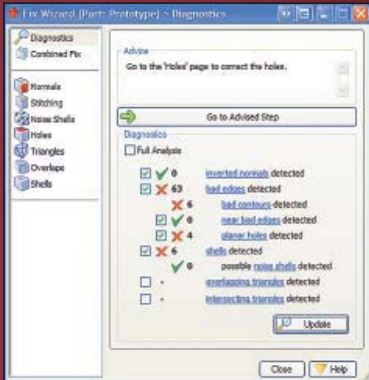 Fix Wizard (Part: Prototype) - Diagnostics
Diagnostics
Combined Fix
Normals
Stitching
Noise Shells
Holes
Triangles
Overlaps
Shells
Advice
Go to the 'Holes' page to correct the holes.
Go to Advised Step
Diagnostics
Full Analysis
0 inverted normals detected
63 bad edges detected
6 bad contours detected
0 near bad edges detected
4 planar holes detected
6 shells detected
0 possible noise shells detected
- overlapping triangles detected
- intersecting triangles detected
Update
Close Help